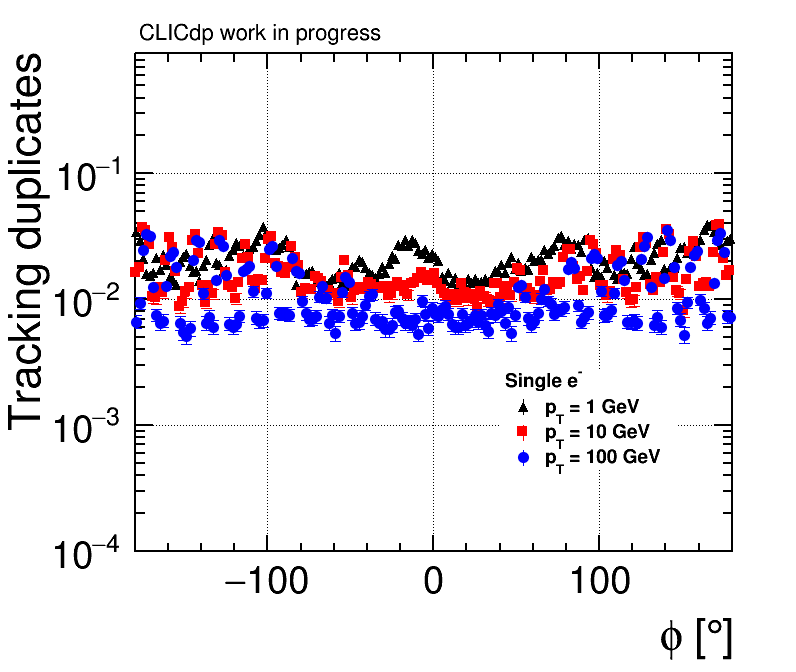 CLICdp work in progress
Tracking duplicates
10⁻¹
10⁻²
10⁻³
10⁻⁴
Single e⁻
p_T = 1 GeV
p_T = 10 GeV
p_T = 100 GeV
−100 0 100
ϕ [°]